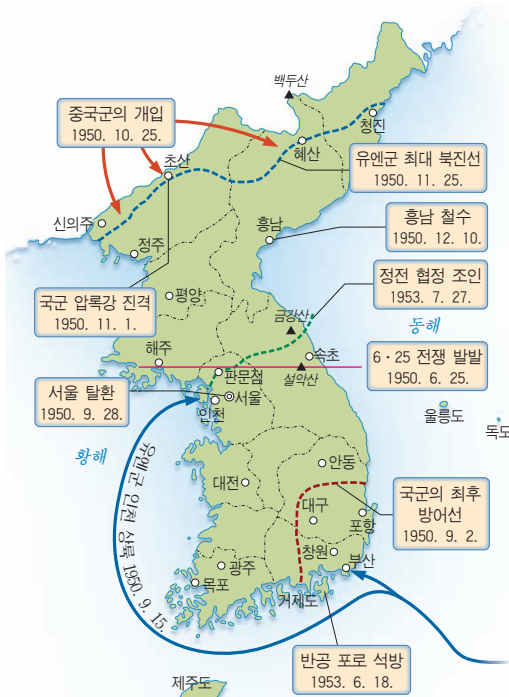 백두산
중국군의 개입
1950. 10. 25.
청진
혜산
초산
유엔군 최대 북진선
1950. 11. 25.
신의주
흥남
흥남 철수
1950. 12. 10.
정주
정전 협정 조인
1953. 7. 27.
국군 압록강 진격
1950. 11. 1.
평양
금강산
동해
해주
속초
6·25 전쟁 발발
1950. 6. 25.
판문점
설악산
서울 탈환
1950. 9. 28.
서울
인천
울릉도
독도
황해
안동
대전
국군의 최후
방어선
1950. 9. 2.
대구
포항
유엔군 인천 상륙 1950. 9. 15.
창원
광주
부산
목포
거제도
반공 포로 석방
1953. 6. 18.
제주도